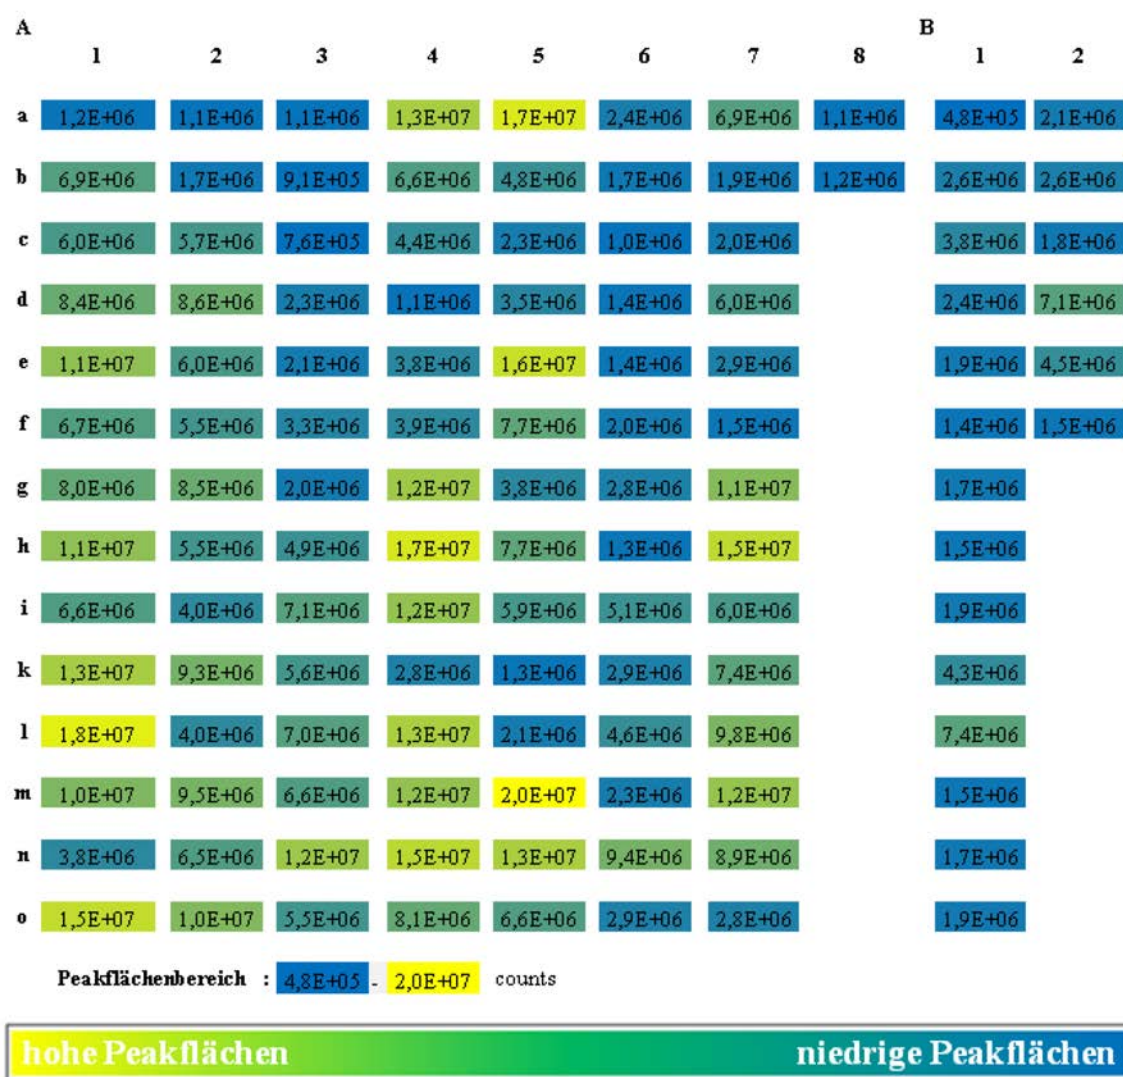 A B
1 2 3 4 5 6 7 8 1 2
a 1,2E+06 1,1E+06 1,1E+06 1,3E+07 1,7E+07 2,4E+06 6,9E+06 1,1E+06 4,8E+05 2,1E+06
b 6,9E+06 1,7E+06 9,1E+05 6,6E+06 4,8E+06 1,7E+06 1,9E+06 1,2E+06 2,6E+06 2,6E+06
c 6,0E+06 5,7E+06 7,6E+05 4,4E+06 2,3E+06 1,0E+06 2,0E+06 3,8E+06 1,8E+06
d 8,4E+06 8,6E+06 2,3E+06 1,1E+06 3,5E+06 1,4E+06 6,0E+06 2,4E+06 7,1E+06
e 1,1E+07 6,0E+06 2,1E+06 3,8E+06 1,6E+07 1,4E+06 2,9E+06 1,9E+06 4,5E+06
f 6,7E+06 5,5E+06 3,3E+06 3,9E+06 7,7E+06 2,0E+06 1,5E+06 1,4E+06 1,5E+06
g 8,0E+06 8,5E+06 2,0E+06 1,2E+07 3,8E+06 2,8E+06 1,1E+07 1,7E+06
h 1,1E+07 5,5E+06 4,9E+06 1,7E+07 7,7E+06 1,3E+06 1,5E+07 1,5E+06
i 6,6E+06 4,0E+06 7,1E+06 1,2E+07 5,9E+06 5,1E+06 6,0E+06 1,9E+06
k 1,3E+07 9,3E+06 5,6E+06 2,8E+06 1,3E+06 2,9E+06 7,4E+06 4,3E+06
l 1,8E+07 4,0E+06 7,0E+06 1,3E+07 2,1E+06 4,6E+06 9,8E+06 7,4E+06
m 1,0E+07 9,5E+06 6,6E+06 1,2E+07 2,0E+07 2,3E+06 1,2E+07 1,5E+06
n 3,8E+06 6,5E+06 1,2E+07 1,5E+07 1,3E+07 9,4E+06 8,9E+06 1,7E+06
o 1,5E+07 1,0E+07 5,5E+06 8,1E+06 6,6E+06 2,9E+06 2,8E+06 1,9E+06
Peakflächenbereich : 4,8E+05 - 2,0E+07 counts
hohe Peakflächen niedrige Peakflächen